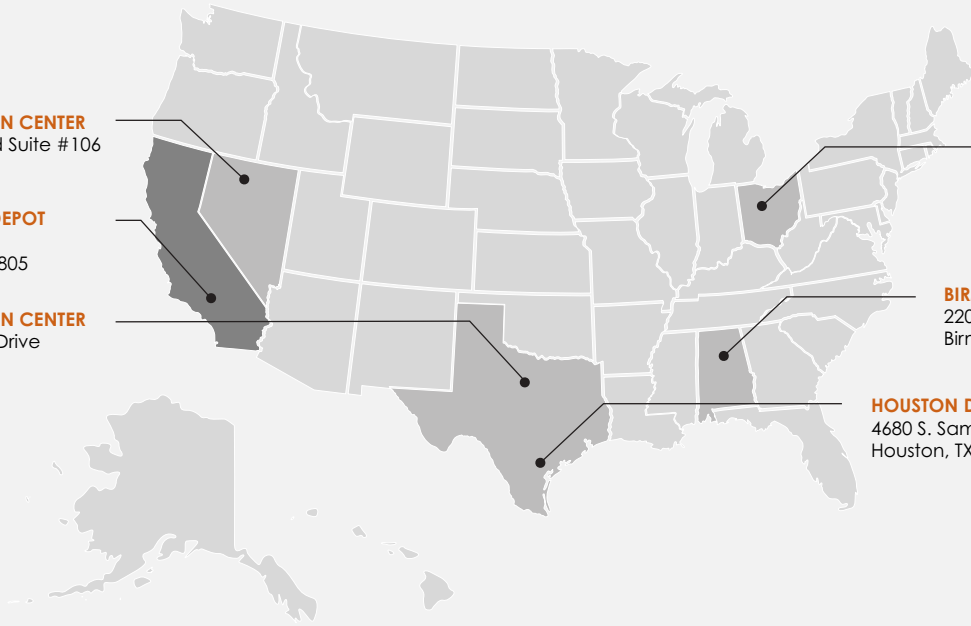 N CENTER
d Suite #106
DEPOT
805
N CENTER
Drive
BIR
220
Birr
HOUSTON D
4680 S. Sam
Houston, TX